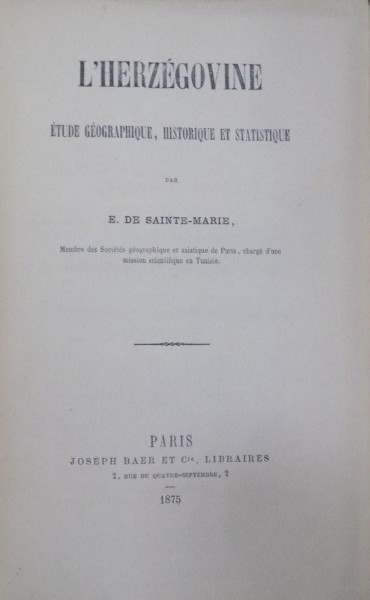 L'HERZÉGOVINE
ÉTUDE GÉOGRAPHIQUE, HISTORIQUE ET STATISTIQUE
PAR
E. DE SAINTE-MARIE,
Membre des Sociétés géographique et asiatique de Paris, chargé d'une
mission scientifique en Tunisie.
PARIS
JOSEPH BAER ET Cie, LIBRAIRES
2, RUE DU QUATRE-SEPTEMBRE, 2
1875